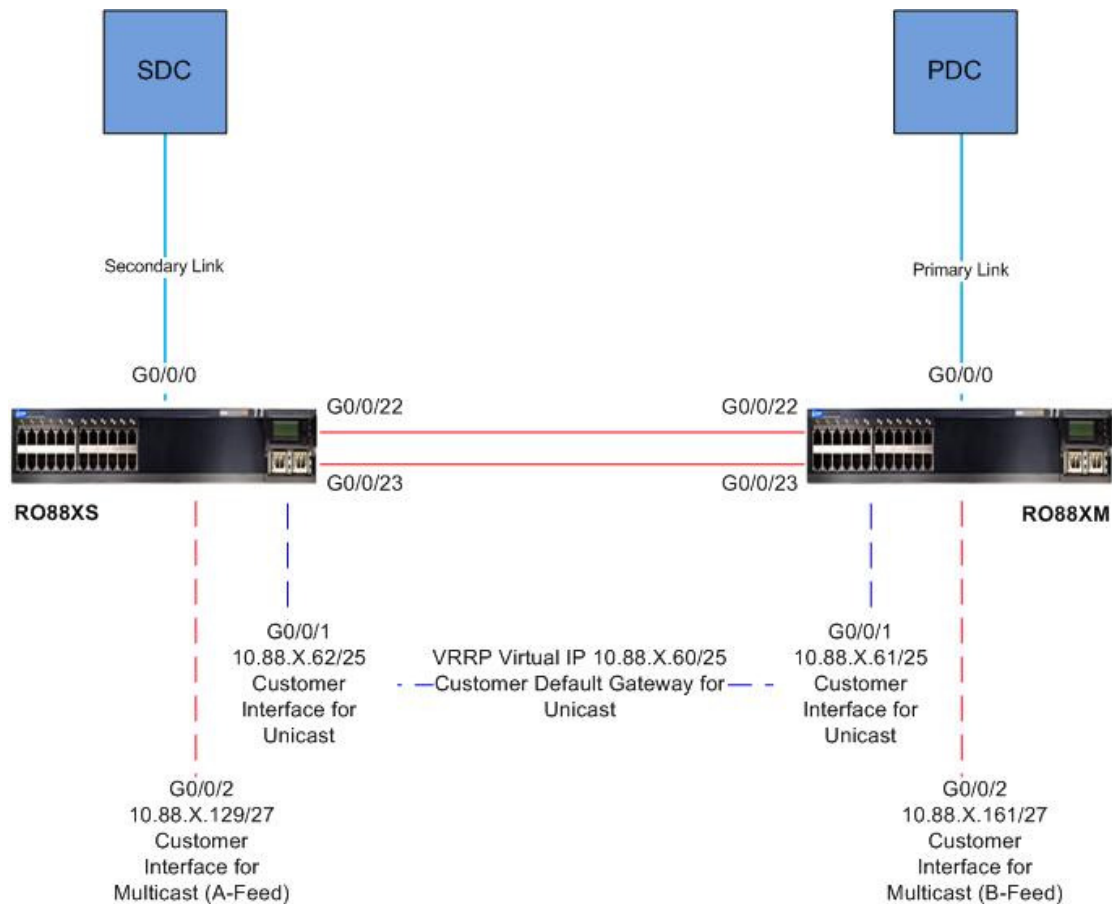 SDC
PDC
Secondary Link
Primary Link
G0/0/0
G0/0/0
G0/0/22
G0/0/22
G0/0/23
G0/0/23
RO88XS
RO88XM
G0/0/1
10.88.X.62/25
Customer
Interface for
Unicast
VRRP Virtual IP 10.88.X.60/25
Customer Default Gateway for
Unicast
G0/0/1
10.88.X.61/25
Customer
Interface for
Unicast
G0/0/2
10.88.X.129/27
Customer
Interface for
Multicast (A-Feed)
G0/0/2
10.88.X.161/27
Customer
Interface for
Multicast (B-Feed)